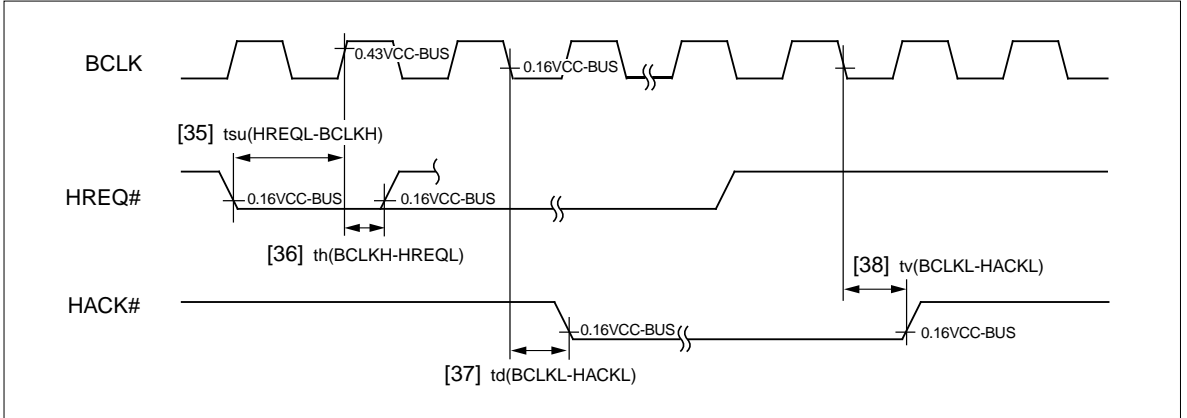 BCLK
0.43VCC-BUS
0.16VCC-BUS
[35] tsu(HREQL-BCLKH)
HREQ#
0.16VCC-BUS
0.16VCC-BUS
[36] th(BCLKH-HREQL)
[38] tv(BCLKL-HACKL)
HACK#
0.16VCC-BUS
0.16VCC-BUS
[37] td(BCLKL-HACKL)